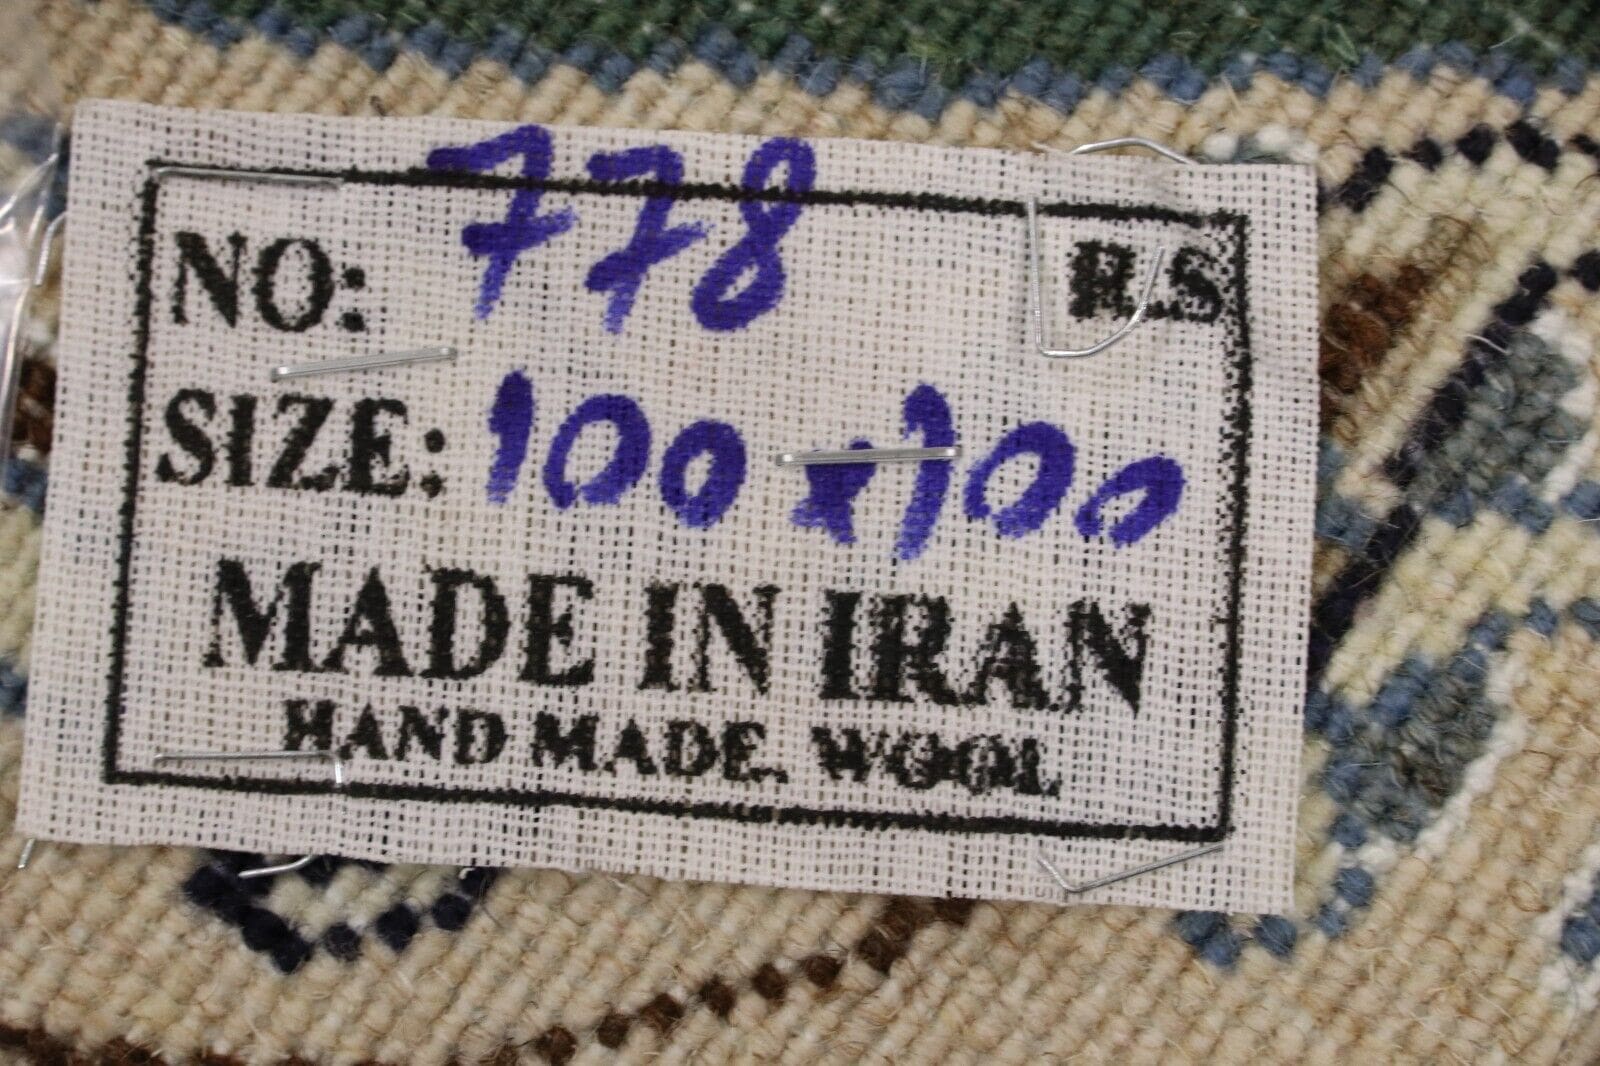 NO: 778 R.S
SIZE: 100x100
MADE IN IRAN
HAND MADE. WOOL